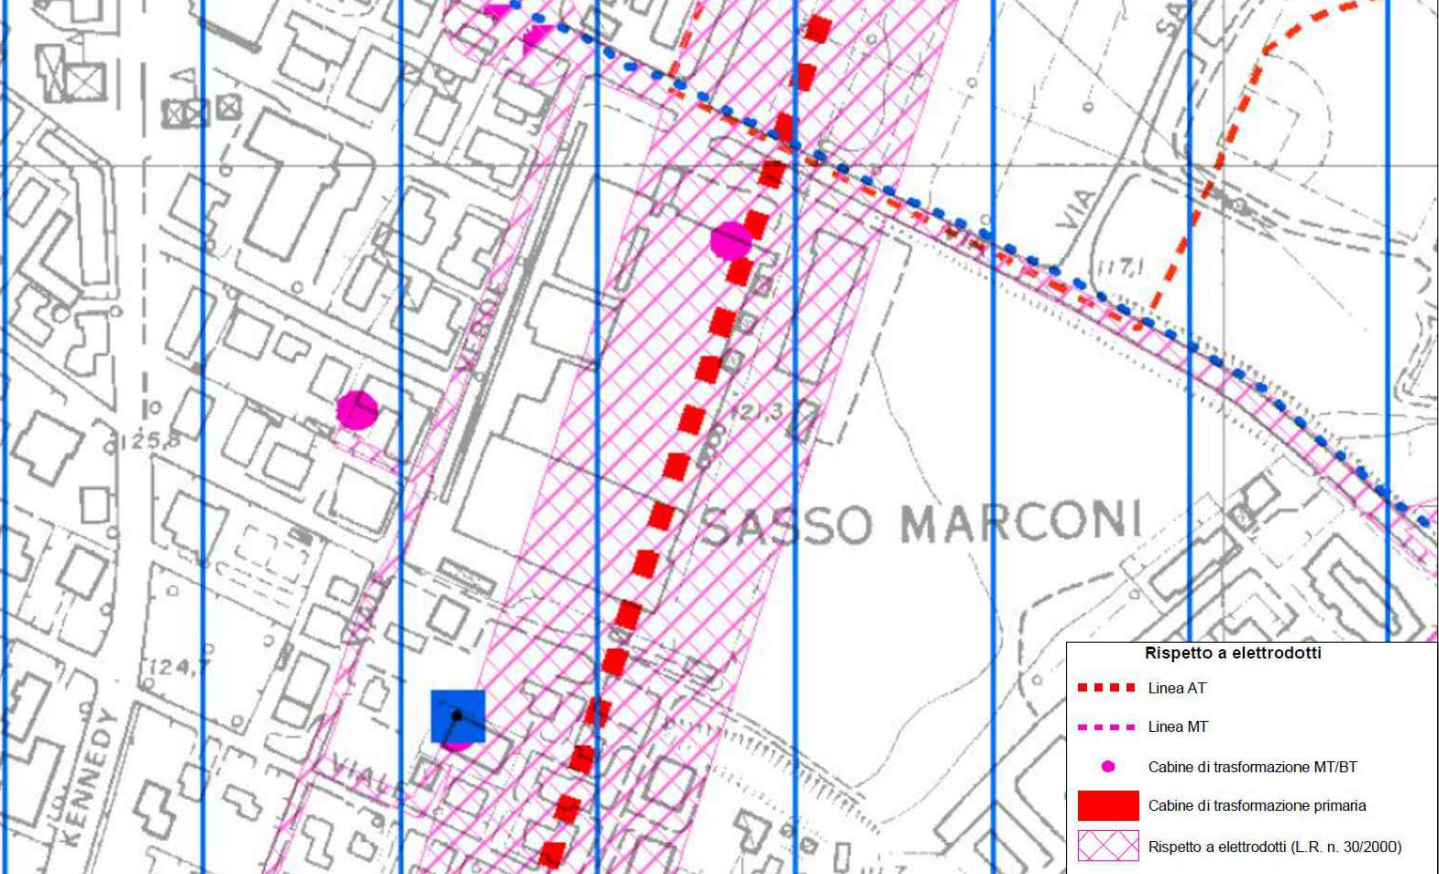 VIA
117,1
121,3
125,8
SASSO MARCONI
124,7
VIALE
KENNEDY
Rispetto a elettrodotti
Linea AT
Linea MT
Cabine di trasformazione MT/BT
Cabine di trasformazione primaria
Rispetto a elettrodotti (L.R. n. 30/2000)